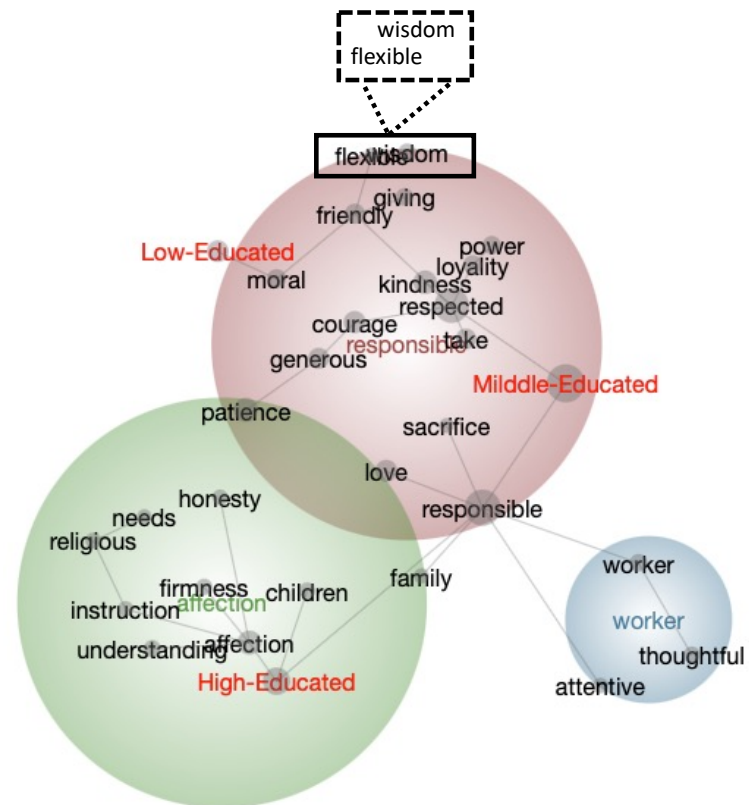 wisdom
flexible
flexible wisdom
giving
friendly
power
Low-Educated
loyality
moral
kindness
respected
courage
take
responsible
generous
Milddle-Educated
patience
sacrifice
love
honesty
responsible
needs
religious
worker
family
firmness
children
affection
instruction
worker
understanding
affection
thoughtful
High-Educated
attentive